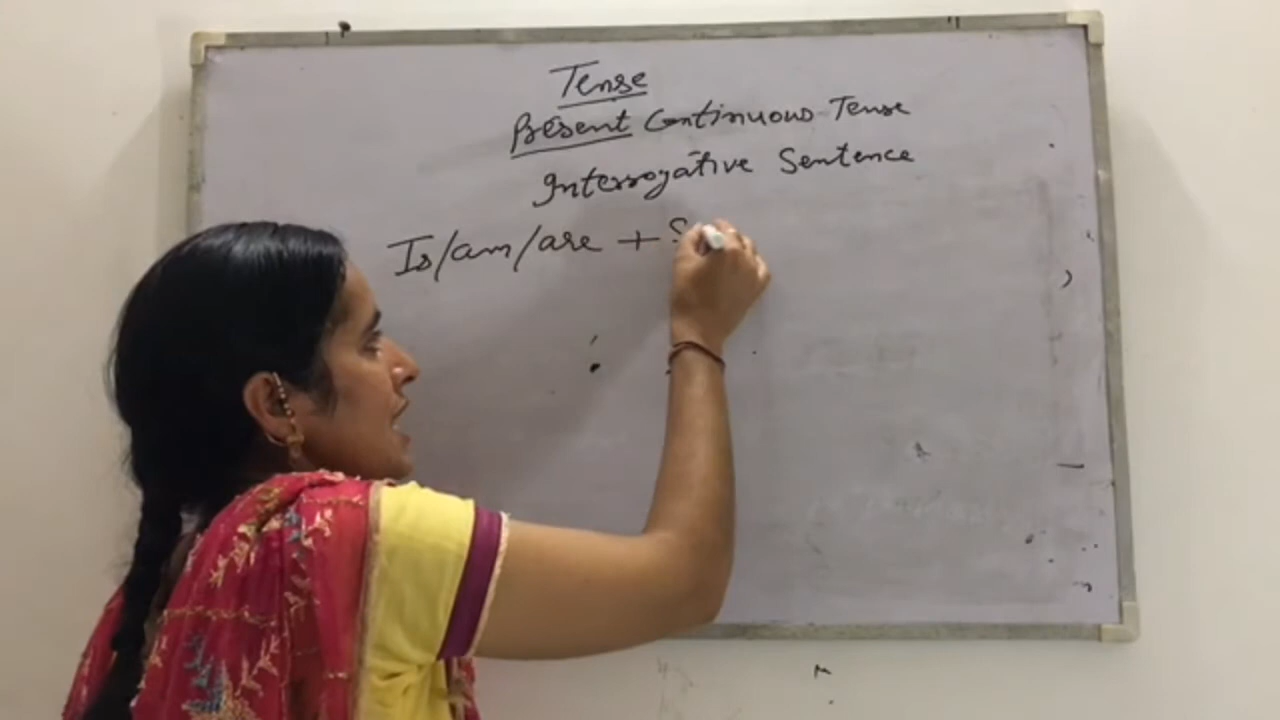 Tense
Present Continuous Tense
Interrogative Sentence
Is/am/are + S